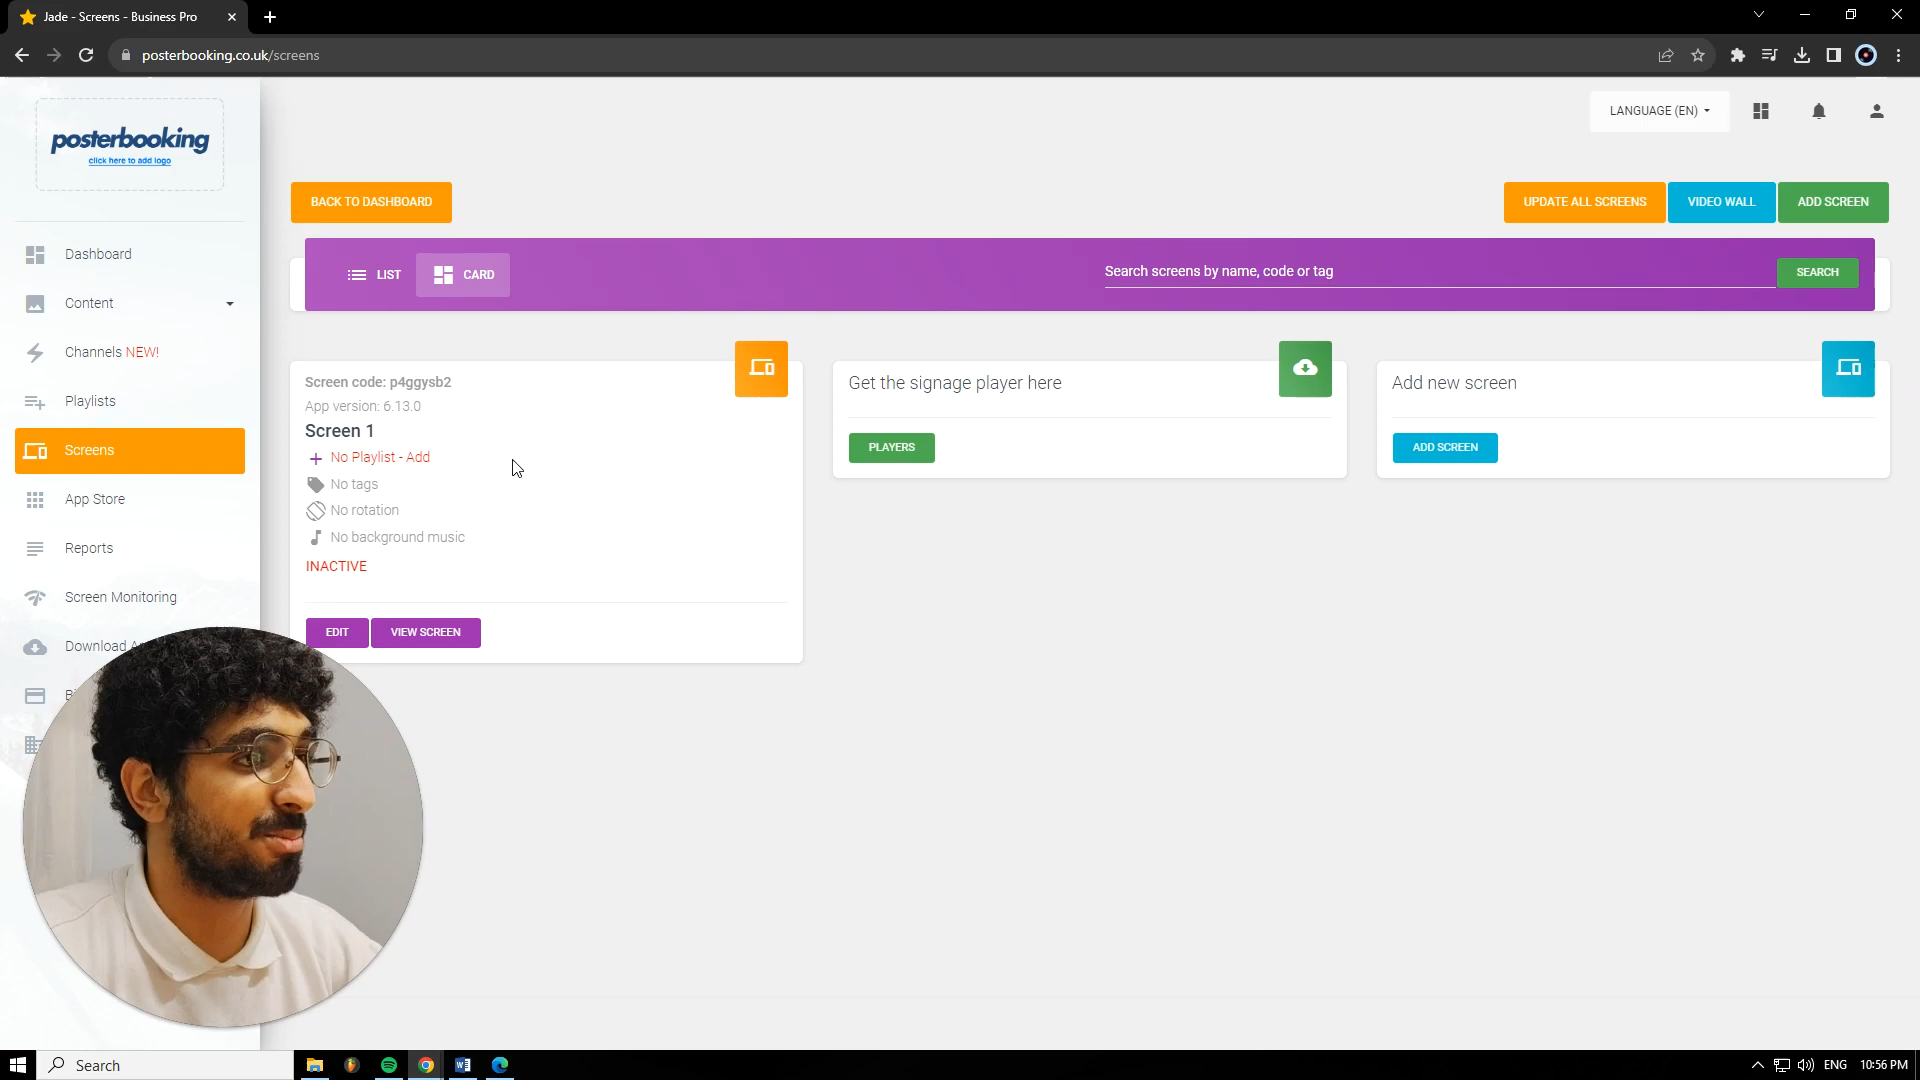 Jade - Screens - Business Pro
posterbooking.co.uk/screens
posterbooking
click here to add logo
LANGUAGE (EN)
BACK TO DASHBOARD
UPDATE ALL SCREENS
VIDEO WALL
ADD SCREEN
Dashboard
Content
Channels NEW!
Playlists
Screens
App Store
Reports
Screen Monitoring
Download
LIST
CARD
Search screens by name, code or tag
SEARCH
Screen code: p4ggysb2
App version: 6.13.0
Screen 1
No Playlist - Add
No tags
No rotation
No background music
INACTIVE
EDIT
VIEW SCREEN
Get the signage player here
PLAYERS
Add new screen
ADD SCREEN
Search
ENG
10:56 PM